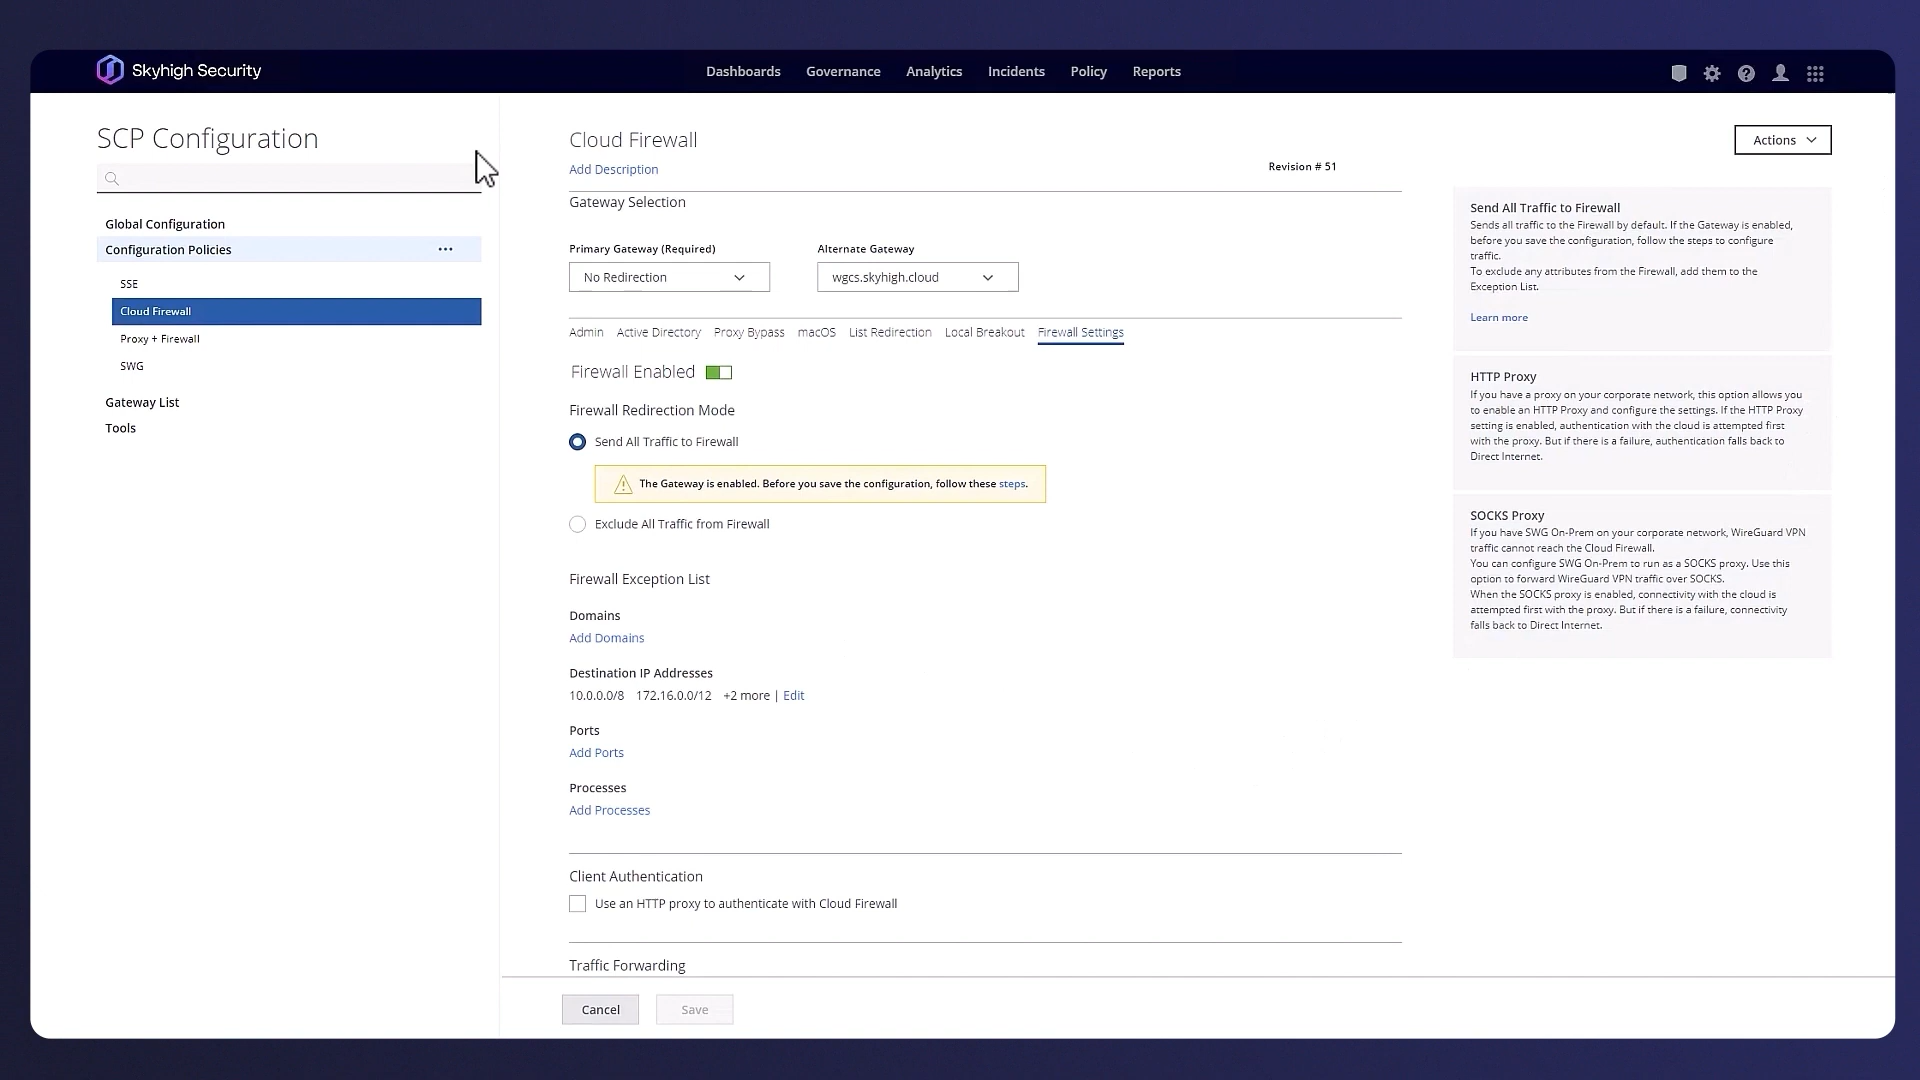 Skyhigh Security
Dashboards Governance Analytics Incidents Policy Reports
SCP Configuration
Global Configuration
Configuration Policies
SSE
Cloud Firewall
Proxy + Firewall
SWG
Gateway List
Tools
Cloud Firewall
Add Description
Revision # 51
Actions
Gateway Selection
Primary Gateway (Required) Alternate Gateway
No Redirection wgcs.skyhigh.cloud
Admin Active Directory Proxy Bypass macOS List Redirection Local Breakout Firewall Settings
Firewall Enabled
Firewall Redirection Mode
Send All Traffic to Firewall
The Gateway is enabled. Before you save the configuration, follow these steps.
Exclude All Traffic from Firewall
Firewall Exception List
Domains
Add Domains
Destination IP Addresses
10.0.0.0/8 172.16.0.0/12 +2 more | Edit
Ports
Add Ports
Processes
Add Processes
Client Authentication
Use an HTTP proxy to authenticate with Cloud Firewall
Traffic Forwarding
Cancel Save
Send All Traffic to Firewall
Sends all traffic to the Firewall by default. If the Gateway is enabled,
before you save the configuration, follow the steps to configure
traffic.
To exclude any attributes from the Firewall, add them to the
Exception List.
Learn more
HTTP Proxy
If you have a proxy on your corporate network, this option allows you
to enable an HTTP Proxy and configure the settings. If the HTTP Proxy
setting is enabled, authentication with the cloud is attempted first
with the proxy. But if there is a failure, authentication falls back to
Direct Internet.
SOCKS Proxy
If you have SWG On-Prem on your corporate network, WireGuard VPN
traffic cannot reach the Cloud Firewall.
You can configure SWG On-Prem to run as a SOCKS proxy. Use this
option to forward WireGuard VPN traffic over SOCKS.
When the SOCKS proxy is enabled, connectivity with the cloud is
attempted first with the proxy. But if there is a failure, connectivity
falls back to Direct Internet.